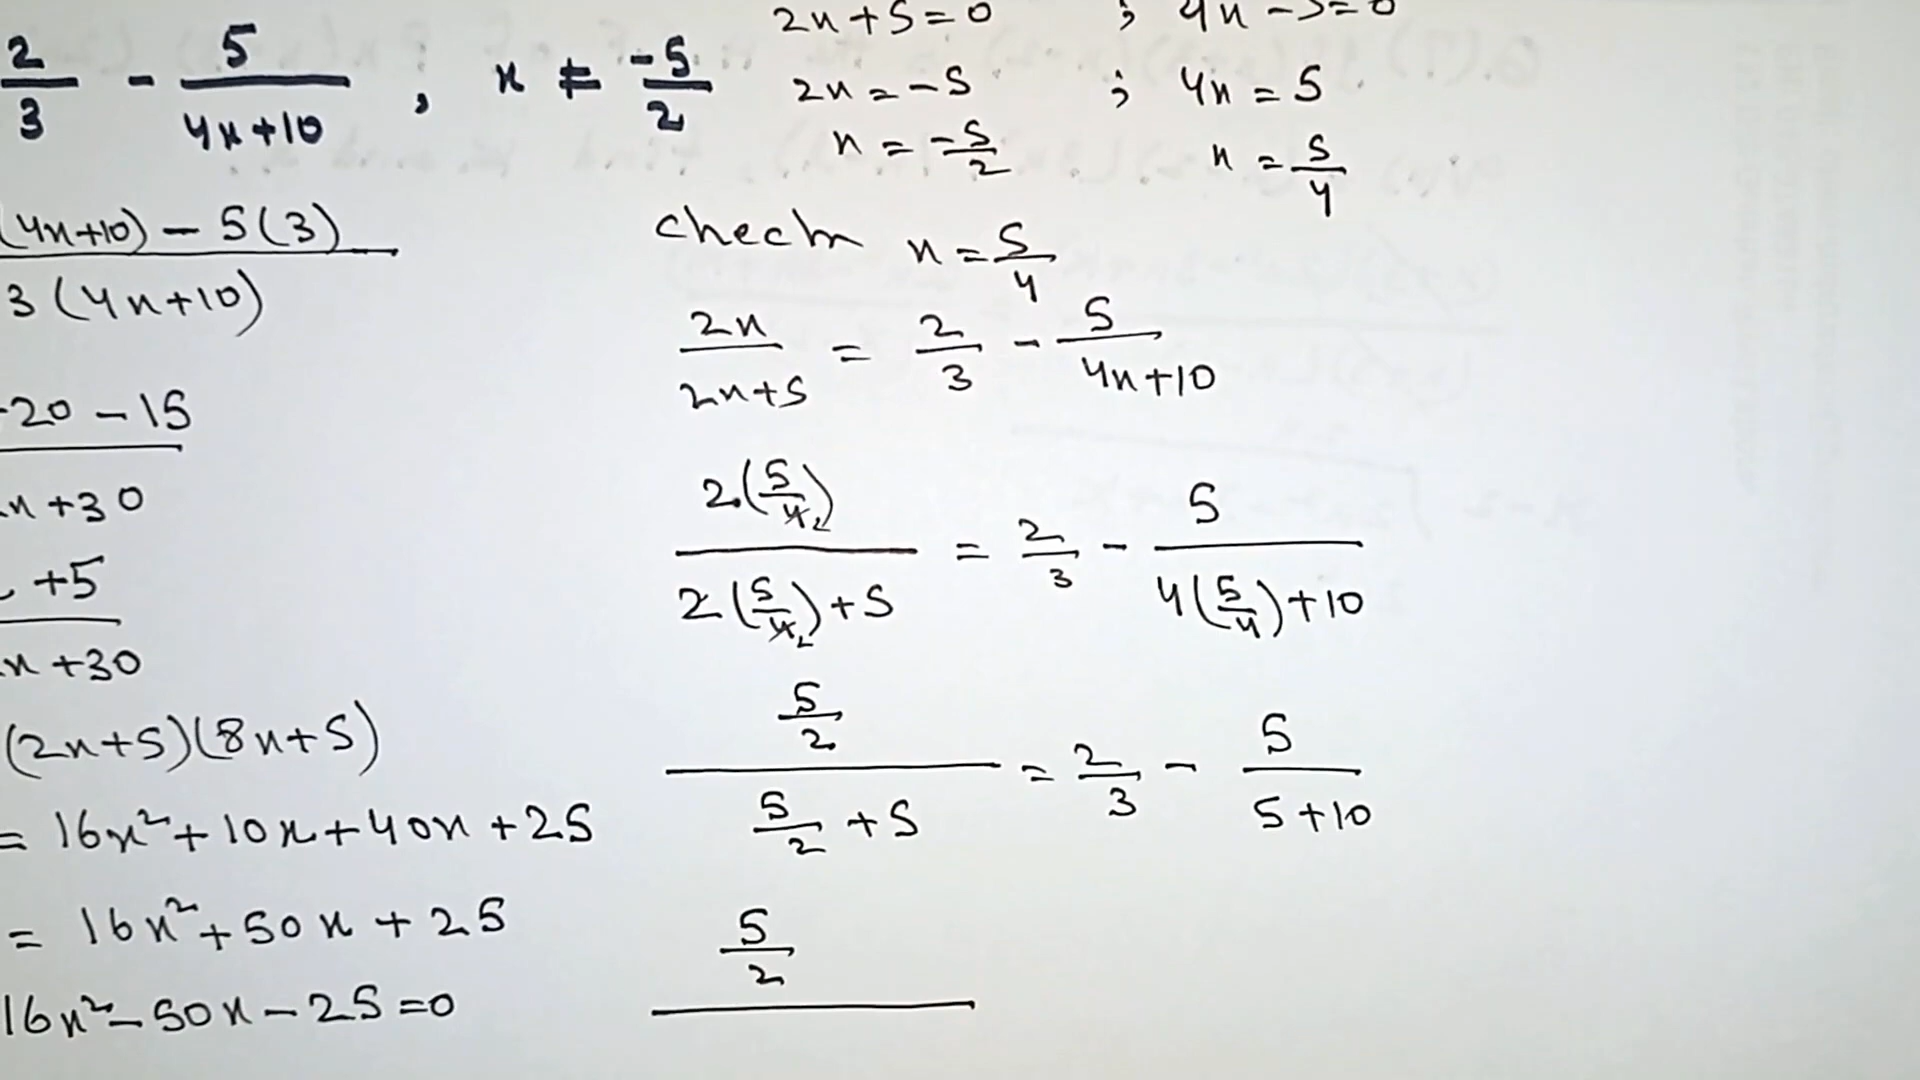 2/3 - 5/(4x+10) , x ≠ -5/2
(4x+10) - 5(3)
3(4x+10)
20 - 15
x + 30
+5
x + 30
(2x+5)(8x+5)
= 16x² + 10x + 40x + 25
= 16x² + 50x + 25
16x² - 50x - 25 = 0
2x + 5 = 0 ; 4x - 5 = 0
2x = -5 ; 4x = 5
x = -5/2 x = 5/4
check x = 5/4
2x/(2x+5) = 2/3 - 5/(4x+10)
2(5/4)/(2(5/4)+5) = 2/3 - 5/(4(5/4)+10)
(5/2)/(5/2 + 5) = 2/3 - 5/(5+10)
5/2